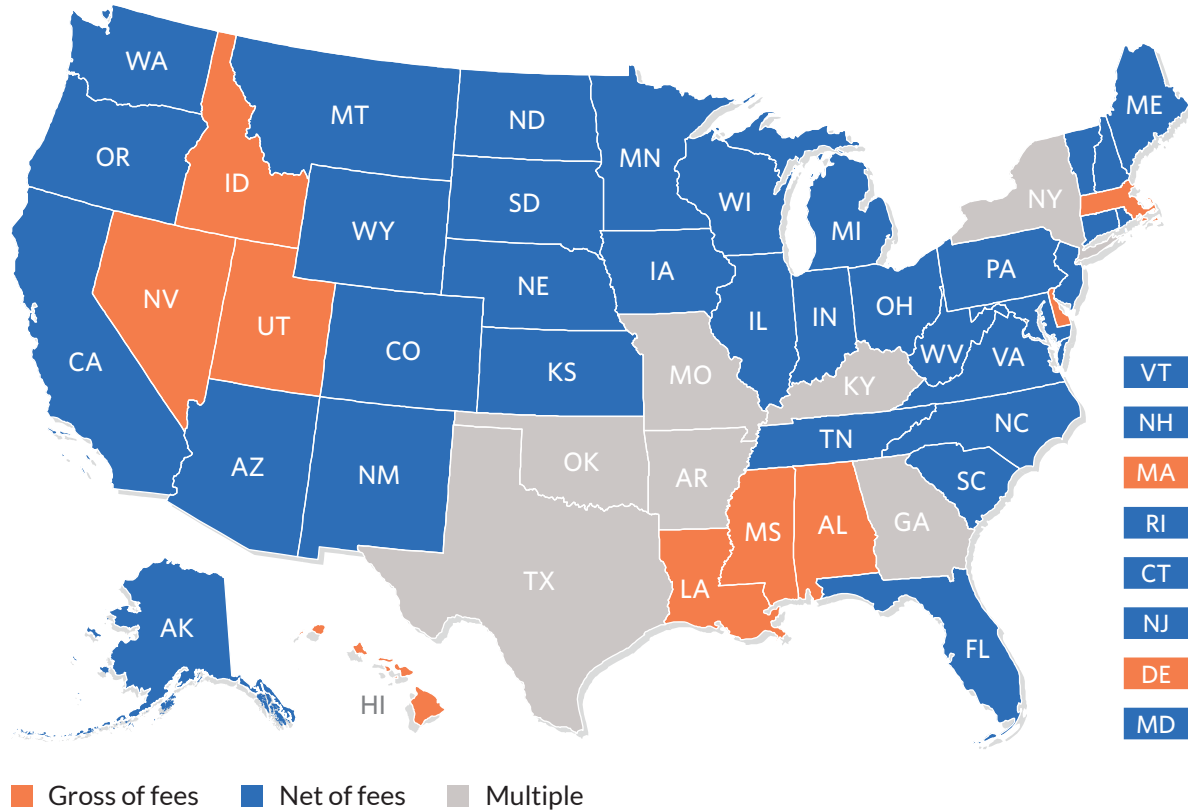 WA
MT
ND
MN
ME
OR
ID
SD
WI
NY
WY
MI
IA
PA
NE
NV
UT
IL
IN
OH
CO
WV
VA
CA
KS
MO
KY
VT
NH
NC
TN
AZ
NM
OK
AR
SC
MA
MS
AL
GA
RI
TX
LA
CT
AK
NJ
FL
DE
HI
MD
Gross of fees Net of fees Multiple